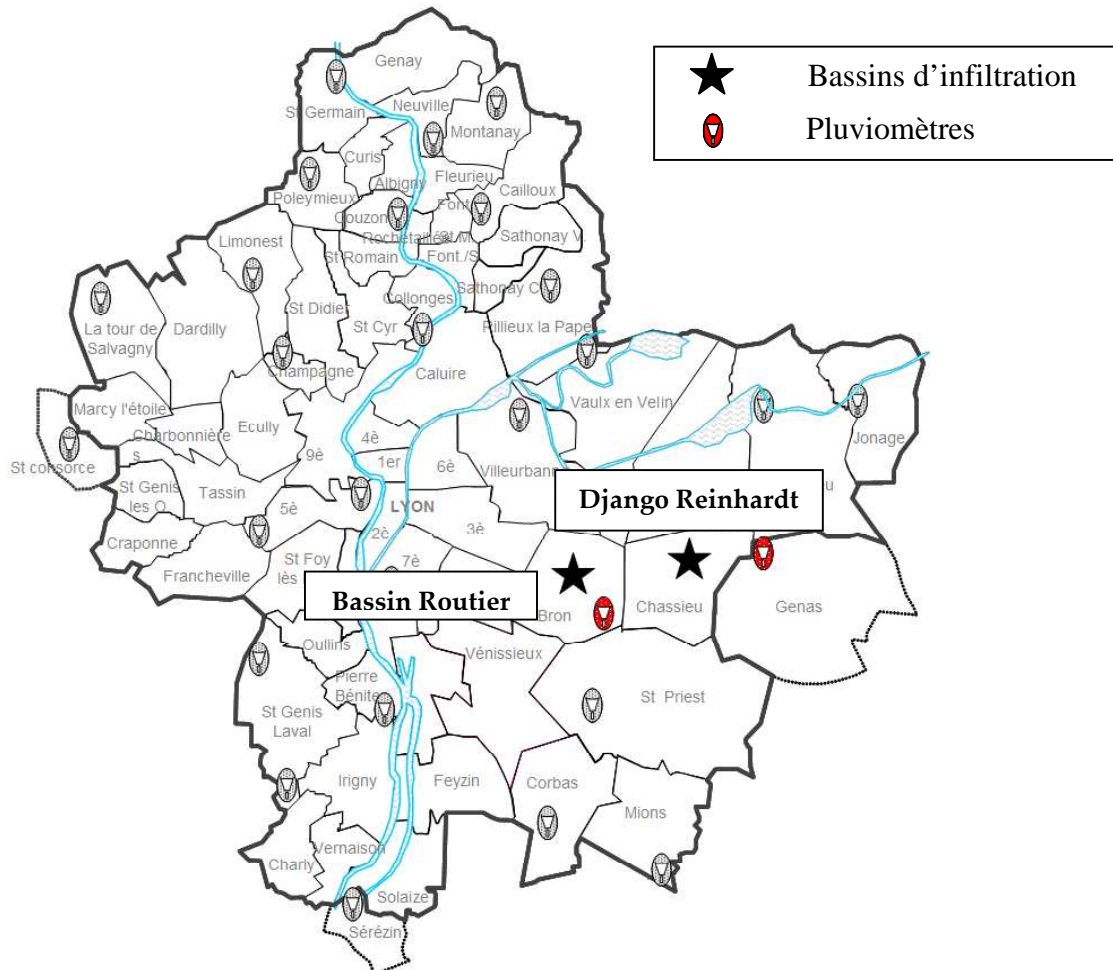 Genay
Bassins d'infiltration
Pluviomètres
St Germain
Neuville
Montanay
Curis
Albigny
Fleurieu
Cailloux
Poleymieux
Couzon
Font.
Rochetaillée
St M.
Sathonay V.
Limonest
St Romain
Font./S
Collonges
Sathonay C
St Didier
St Cyr
Rillieux la Pape
La tour de
Salvagny
Dardilly
Champagne
Caluire
Vaulx en Velin
Marcy l'étoile
Ecully
Charbonnière
s
Jonage
St consorce
9è
4è
1er
6è
Villeurbann
St Genis
les O.
Tassin
5è
LYON
Django Reinhardt
u
Craponne
2è
3è
Francheville
St Foy
lès
7è
Bassin Routier
Bron
Chassieu
Genas
Oullins
Vénissieux
Pierre
Bénite
St Priest
St Genis
Laval
Irigny
Feyzin
Corbas
Mions
Vernaison
Charly
Solaize
Sérézin